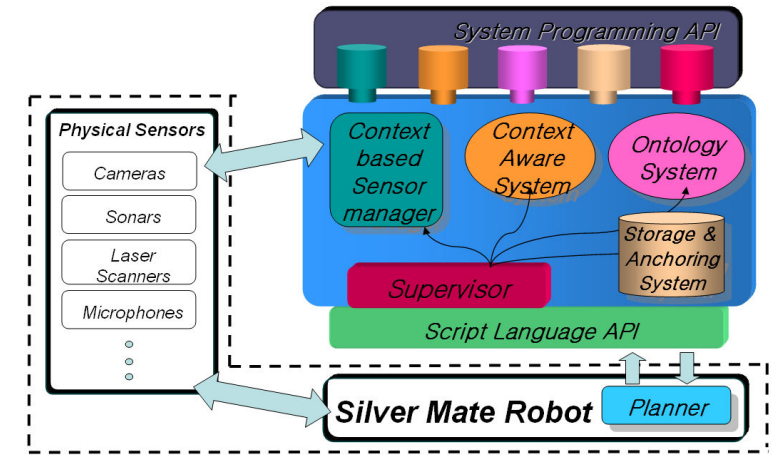 System Programming API
Physical Sensors
Cameras
Sonars
Laser
Scanners
Microphones
Context
based
Sensor
manager
Context
Aware
System
Ontology
System
Storage &
Anchoring
System
Supervisor
Script Language API
Silver Mate Robot
Planner